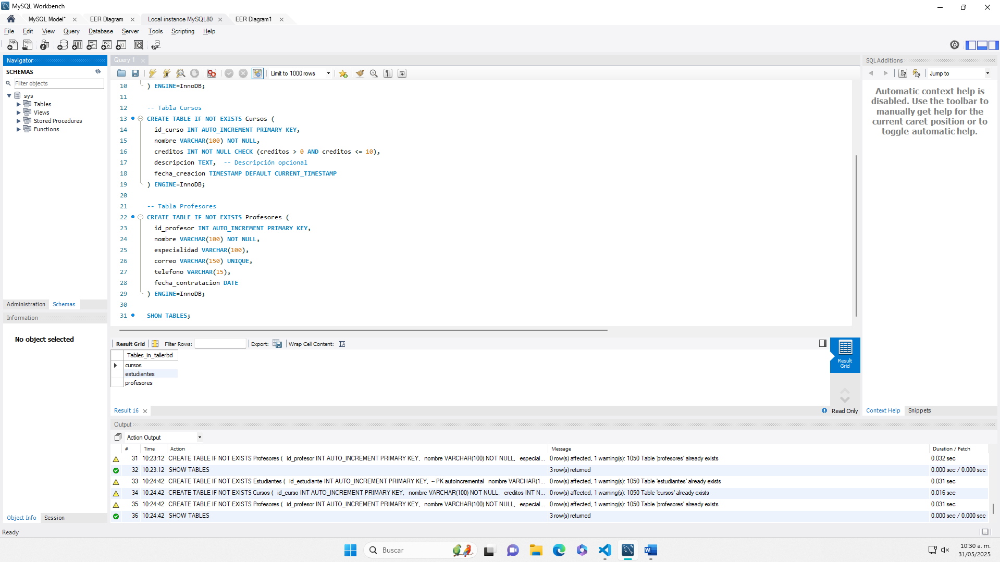 MySQL Workbench
MySQL Model*
EER Diagram
Local instance MySQL80
EER Diagram1
File Edit View Query Database Server Tools Scripting Help
Navigator
SCHEMAS
Filter objects
sys
Tables
Views
Stored Procedures
Functions
Administration Schemas
Information
No object selected
Object Info Session
Query 1
Limit to 1000 rows
10 ) ENGINE=InnoDB;
11
12 -- Tabla Cursos
13 CREATE TABLE IF NOT EXISTS Cursos (
14 id_curso INT AUTO_INCREMENT PRIMARY KEY,
15 nombre VARCHAR(100) NOT NULL,
16 creditos INT NOT NULL CHECK (creditos > 0 AND creditos <= 10),
17 descripcion TEXT, -- Descripción opcional
18 fecha_creacion TIMESTAMP DEFAULT CURRENT_TIMESTAMP
19 ) ENGINE=InnoDB;
20
21 -- Tabla Profesores
22 CREATE TABLE IF NOT EXISTS Profesores (
23 id_profesor INT AUTO_INCREMENT PRIMARY KEY,
24 nombre VARCHAR(100) NOT NULL,
25 especialidad VARCHAR(100),
26 correo VARCHAR(150) UNIQUE,
27 telefono VARCHAR(15),
28 fecha_contratacion DATE
29 ) ENGINE=InnoDB;
30
31 SHOW TABLES;
Result Grid Filter Rows: Export: Wrap Cell Content:
Tables_in_tallerbd
cursos
estudiantes
profesores
Result Grid
Result 16
Read Only
SQLAdditions
Jump to
Automatic context help is
disabled. Use the toolbar to
manually get help for the
current caret position or to
toggle automatic help.
Context Help Snippets
Output
Action Output
# Time Action Message Duration / Fetch
31 10:23:12 CREATE TABLE IF NOT EXISTS Profesores ( id_profesor INT AUTO_INCREMENT PRIMARY KEY, nombre VARCHAR(100) NOT NULL, especial... 0 row(s) affected, 1 warning(s): 1050 Table 'profesores' already exists 0.032 sec
32 10:23:12 SHOW TABLES 3 row(s) returned 0.000 sec / 0.000 sec
33 10:24:42 CREATE TABLE IF NOT EXISTS Estudiantes ( id_estudiante INT AUTO_INCREMENT PRIMARY KEY, -- PK autoincremental nombre VARCHAR(1... 0 row(s) affected, 1 warning(s): 1050 Table 'estudiantes' already exists 0.031 sec
34 10:24:42 CREATE TABLE IF NOT EXISTS Cursos ( id_curso INT AUTO_INCREMENT PRIMARY KEY, nombre VARCHAR(100) NOT NULL, creditos INT N... 0 row(s) affected, 1 warning(s): 1050 Table 'cursos' already exists 0.016 sec
35 10:24:42 CREATE TABLE IF NOT EXISTS Profesores ( id_profesor INT AUTO_INCREMENT PRIMARY KEY, nombre VARCHAR(100) NOT NULL, especial... 0 row(s) affected, 1 warning(s): 1050 Table 'profesores' already exists 0.031 sec
36 10:24:42 SHOW TABLES 3 row(s) returned 0.000 sec / 0.000 sec
Ready
Buscar
10:30 a. m.
31/05/2025